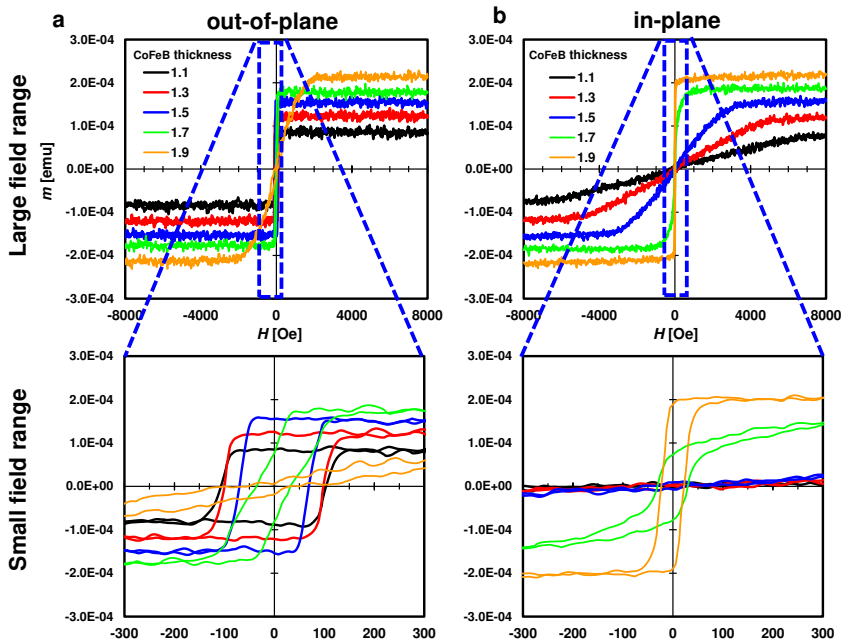 a
out-of-plane
b
in-plane
Large field range
m [emu]
3.0E-04
2.0E-04
1.0E-04
0.0E+00
-1.0E-04
-2.0E-04
3.0E-04
CoFeB thickness
1.1
1.3
1.5
1.7
1.9
-8000
-4000
0
4000
8000
H [Oe]
3.0E-04
2.0E-04
1.0E-04
0.0E+00
-1.0E-04
-2.0E-04
3.0E-04
CoFeB thickness
1.1
1.3
1.5
1.7
1.9
-8000
-4000
0
4000
8000
H [Oe]
Small field range
3.0E-04
2.0E-04
1.0E-04
0.0E+00
-1.0E-04
-2.0E-04
3.0E-04
-300
-200
-100
0
100
200
300
3.0E-04
2.0E-04
1.0E-04
0.0E+00
-1.0E-04
-2.0E-04
3.0E-04
-300
-200
-100
0
100
200
300